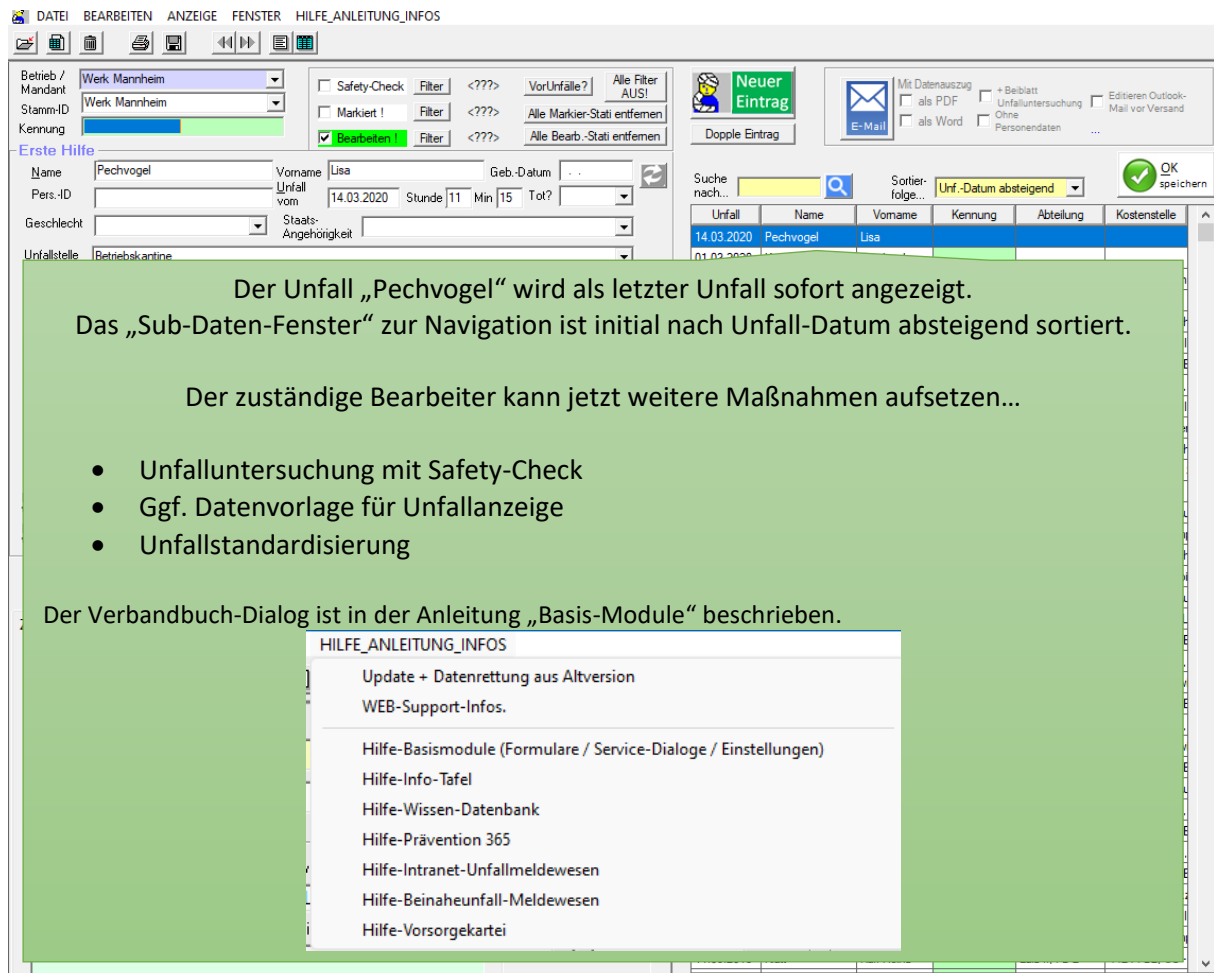 DATEI BEARBEITEN ANZEIGE FENSTER HILFE_ANLEITUNG_INFOS
Betrieb / Mandant Werk Mannheim
Stamm-ID Werk Mannheim
Kennung
Safety-Check Filter <???> VorUnfälle? Alle Filter AUS!
Markiert ! Filter <???> Alle Markier-Stati entfernen
Bearbeiten ! Filter <???> Alle Bearb.-Stati entfernen
Neuer Eintrag
Dopple Eintrag
E-Mail
Mit Datenauszug
als PDF
als Word
+ Beiblatt Unfalluntersuchung
Ohne Personendaten
Editieren Outlook-Mail vor Versand
...
Erste Hilfe
Name Pechvogel Vorname Lisa Geb.-Datum . .
Pers.-ID Unfall vom 14.03.2020 Stunde 11 Min 15 Tot?
Geschlecht Staats-Angehörigkeit
Unfallstelle Betriebskantine
Suche nach... Sortier-folge... Unf.-Datum absteigend
OK speichern
Unfall Name Vorname Kennung Abteilung Kostenstelle
14.03.2020 Pechvogel Lisa
Der Unfall „Pechvogel“ wird als letzter Unfall sofort angezeigt.
Das „Sub-Daten-Fenster“ zur Navigation ist initial nach Unfall-Datum absteigend sortiert.
Der zuständige Bearbeiter kann jetzt weitere Maßnahmen aufsetzen…
• Unfalluntersuchung mit Safety-Check
• Ggf. Datenvorlage für Unfallanzeige
• Unfallstandardisierung
Der Verbandbuch-Dialog ist in der Anleitung „Basis-Module“ beschrieben.
HILFE_ANLEITUNG_INFOS
Update + Datenrettung aus Altversion
WEB-Support-Infos.
Hilfe-Basismodule (Formulare / Service-Dialoge / Einstellungen)
Hilfe-Info-Tafel
Hilfe-Wissen-Datenbank
Hilfe-Prävention 365
Hilfe-Intranet-Unfallmeldewesen
Hilfe-Beinaheunfall-Meldewesen
Hilfe-Vorsorgekartei